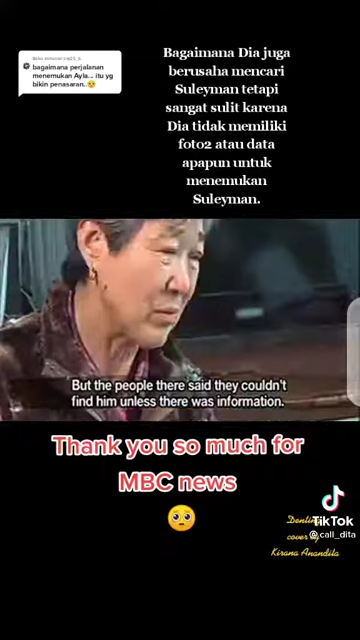 bagaimana perjalanan
menemukan Ayla... itu yg
bikin penasaran..🥺
Bagaimana Dia juga
berusaha mencari
Suleyman tetapi
sangat sulit karena
Dia tidak memiliki
foto2 atau data
apapun untuk
menemukan
Suleyman.
But the people there said they couldn't
find him unless there was information.
Thank you so much for
MBC news
🥺
TikTok
@call_dita
cover by
Kirana Anandita